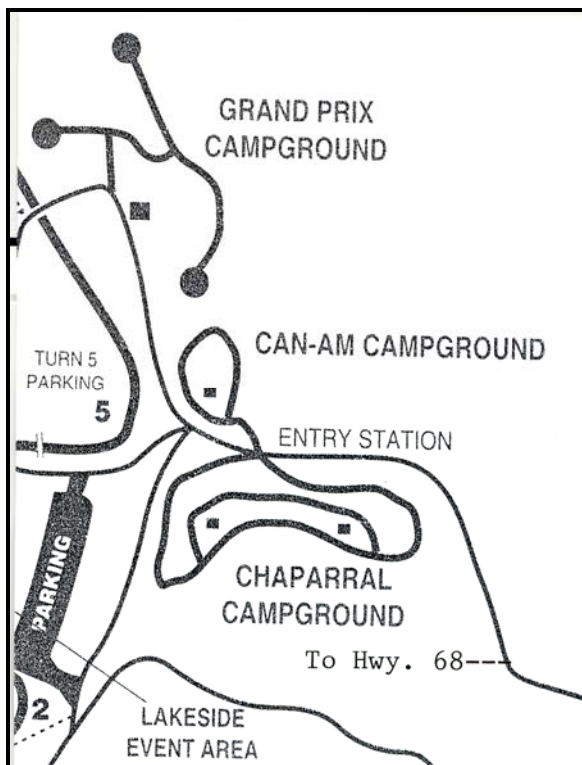 GRAND PRIX
CAMPGROUND
CAN-AM CAMPGROUND
TURN 5
PARKING
5
ENTRY STATION
PARKING
CHAPARRAL
CAMPGROUND
To Hwy. 68---
2
LAKESIDE
EVENT AREA